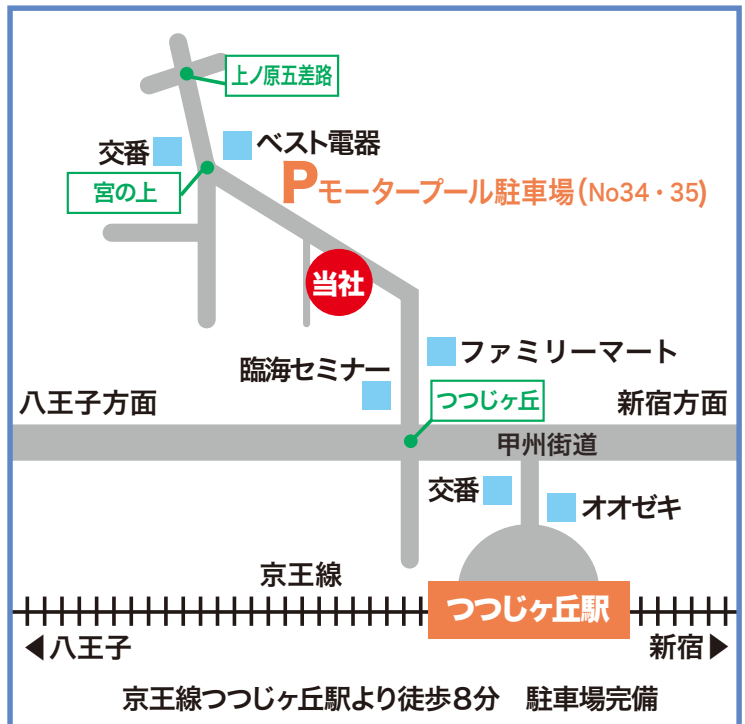 上ノ原五差路
交番
ベスト電器
宮の上
Pモータープール駐車場(No34・35)
当社
ファミリーマート
臨海セミナー
八王子方面
つつじヶ丘
新宿方面
甲州街道
交番
オオゼキ
京王線
つつじヶ丘駅
◀八王子
新宿▶
京王線つつじヶ丘駅より徒歩8分　駐車場完備